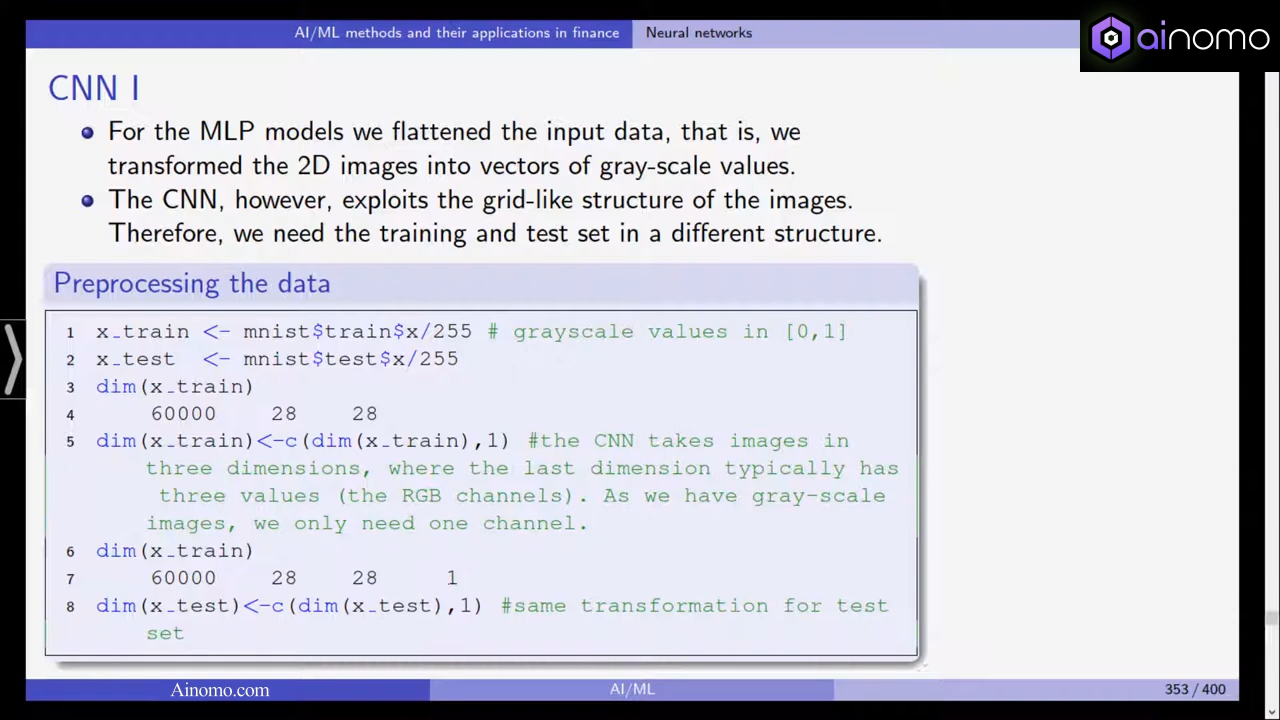 AI/ML methods and their applications in finance Neural networks
ainomo
CNN I
For the MLP models we flattened the input data, that is, we
transformed the 2D images into vectors of gray-scale values.
The CNN, however, exploits the grid-like structure of the images.
Therefore, we need the training and test set in a different structure.
Preprocessing the data
1 x_train <- mnist$train$x/255 # grayscale values in [0,1]
2 x_test <- mnist$test$x/255
3 dim(x_train)
4 60000 28 28
5 dim(x_train)<-c(dim(x_train),1) #the CNN takes images in
three dimensions, where the last dimension typically has
three values (the RGB channels). As we have gray-scale
images, we only need one channel.
6 dim(x_train)
7 60000 28 28 1
8 dim(x_test)<-c(dim(x_test),1) #same transformation for test
set
Ainomo.com AI/ML 353 / 400